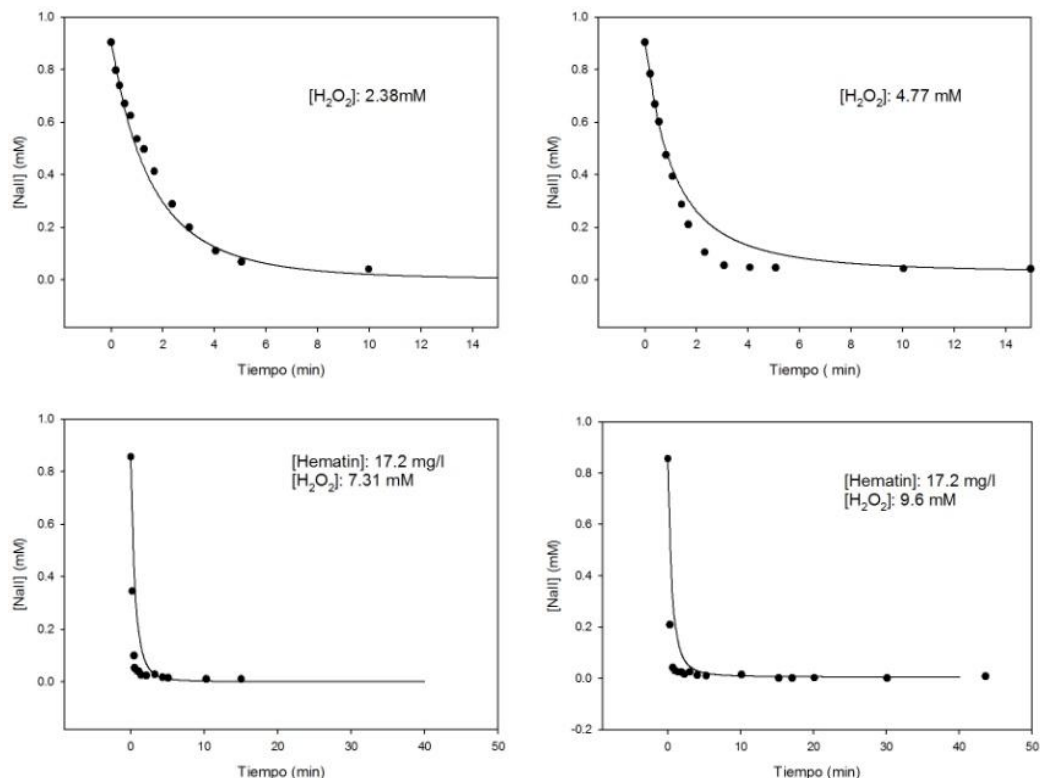 1.0
0.8
0.6
0.4
0.2
0.0
[NaII] (mM)
[H₂O₂]: 2.38mM
0 2 4 6 8 10 12 14
Tiempo (min)
1.0
0.8
0.6
0.4
0.2
0.0
[NaII] (mM)
[H₂O₂]: 4.77 mM
0 2 4 6 8 10 12 14
Tiempo ( min)
1.0
0.8
0.6
0.4
0.2
0.0
[NaII] (mM)
[Hematin]: 17.2 mg/l
[H₂O₂]: 7.31 mM
0 10 20 30 40 50
Tiempo (min)
1.0
0.8
0.6
0.4
0.2
0.0
-0.2
[NaII] (mM)
[Hematin]: 17.2 mg/l
[H₂O₂]: 9.6 mM
0 10 20 30 40 50
Tiempo (min)